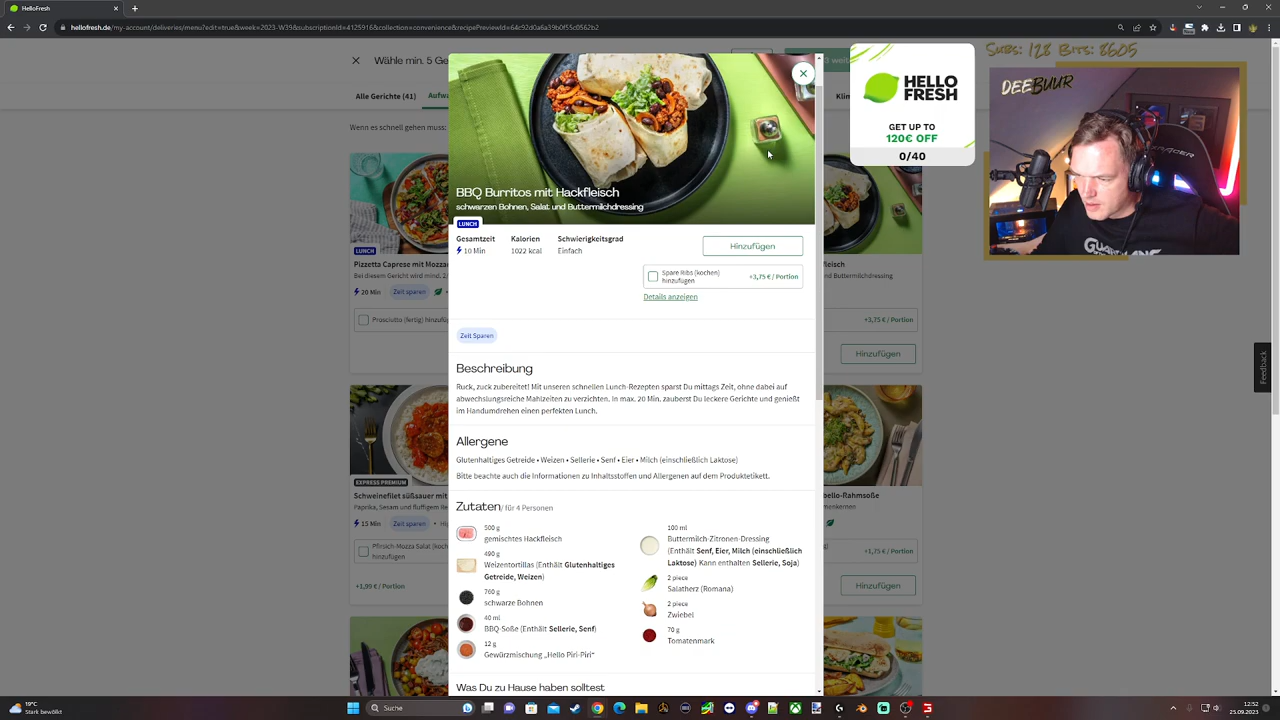 HelloFresh
hellofresh.de/my-account/deliveries/menu?edit=true&week=2023-W39&subscriptionId=4125916&collection=convenience&recipePreviewId=64c92d0a6a39b0f55c0562b2
Subs: 128 Bits: 8605
Wähle min. 5 Ge
Alle Gerichte (41)
Wenn es schnell gehen muss:
HELLO
FRESH
GET UP TO
120€ OFF
0/40
DEEBUUR
BBQ Burritos mit Hackfleisch
schwarzen Bohnen, Salat und Buttermilchdressing
LUNCH
Gesamtzeit
10 Min
Kalorien
1022 kcal
Schwierigkeitsgrad
Einfach
Hinzufügen
Spare Ribs (kochen)
hinzufügen
+3,75 € / Portion
Details anzeigen
Zeit Sparen
Beschreibung
Ruck, zuck zubereitet! Mit unseren schnellen Lunch-Rezepten sparst Du mittags Zeit, ohne dabei auf
abwechslungsreiche Mahlzeiten zu verzichten. In max. 20 Min. zauberst Du leckere Gerichte und genießt
im Handumdrehen einen perfekten Lunch.
Allergene
Glutenhaltiges Getreide • Weizen • Sellerie • Senf • Eier • Milch (einschließlich Laktose)
Bitte beachte auch die Informationen zu Inhaltsstoffen und Allergenen auf dem Produktetikett.
Zutaten/ für 4 Personen
500 g
gemischtes Hackfleisch
490 g
Weizentortillas (Enthält Glutenhaltiges
Getreide, Weizen)
760 g
schwarze Bohnen
40 ml
BBQ-Soße (Enthält Sellerie, Senf)
12 g
Gewürzmischung „Hello Piri-Piri"
100 ml
Buttermilch-Zitronen-Dressing
(Enthält Senf, Eier, Milch (einschließlich
Laktose) Kann enthalten Sellerie, Soja)
2 piece
Salatherz (Romana)
2 piece
Zwiebel
70 g
Tomatenmark
Was Du zu Hause haben solltest
LUNCH
Pizzetta Caprese mit Mozza
Bei diesem Gericht wird mind.
20 Min
Zeit sparen
Prosciutto (fertig) hinzufüg
EXPRESS PREMIUM
Schweinefilet süßsauer mit
Paprika, Sesam und fluffigem Re
15 Min
Zeit sparen
Pfirsich-Mozza Salat (koch
hinzufügen
+1,99 € / Portion
fleisch
und Buttermilchdressing
+3,75 € / Portion
Hinzufügen
bello-Rahmsoße
+1,75 € / Portion
Hinzufügen
Feedback
19°C
Stark bewölkt
Suche
12:52
25.09.2023